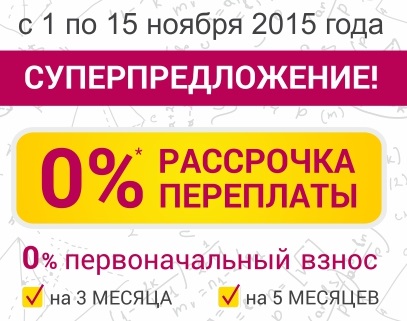 с 1 по 15 ноября 2015 года
СУПЕРПРЕДЛОЖЕНИЕ!
0%* РАССРОЧКА
ПЕРЕПЛАТЫ
0% первоначальный взнос
на 3 МЕСЯЦА на 5 МЕСЯЦЕВ